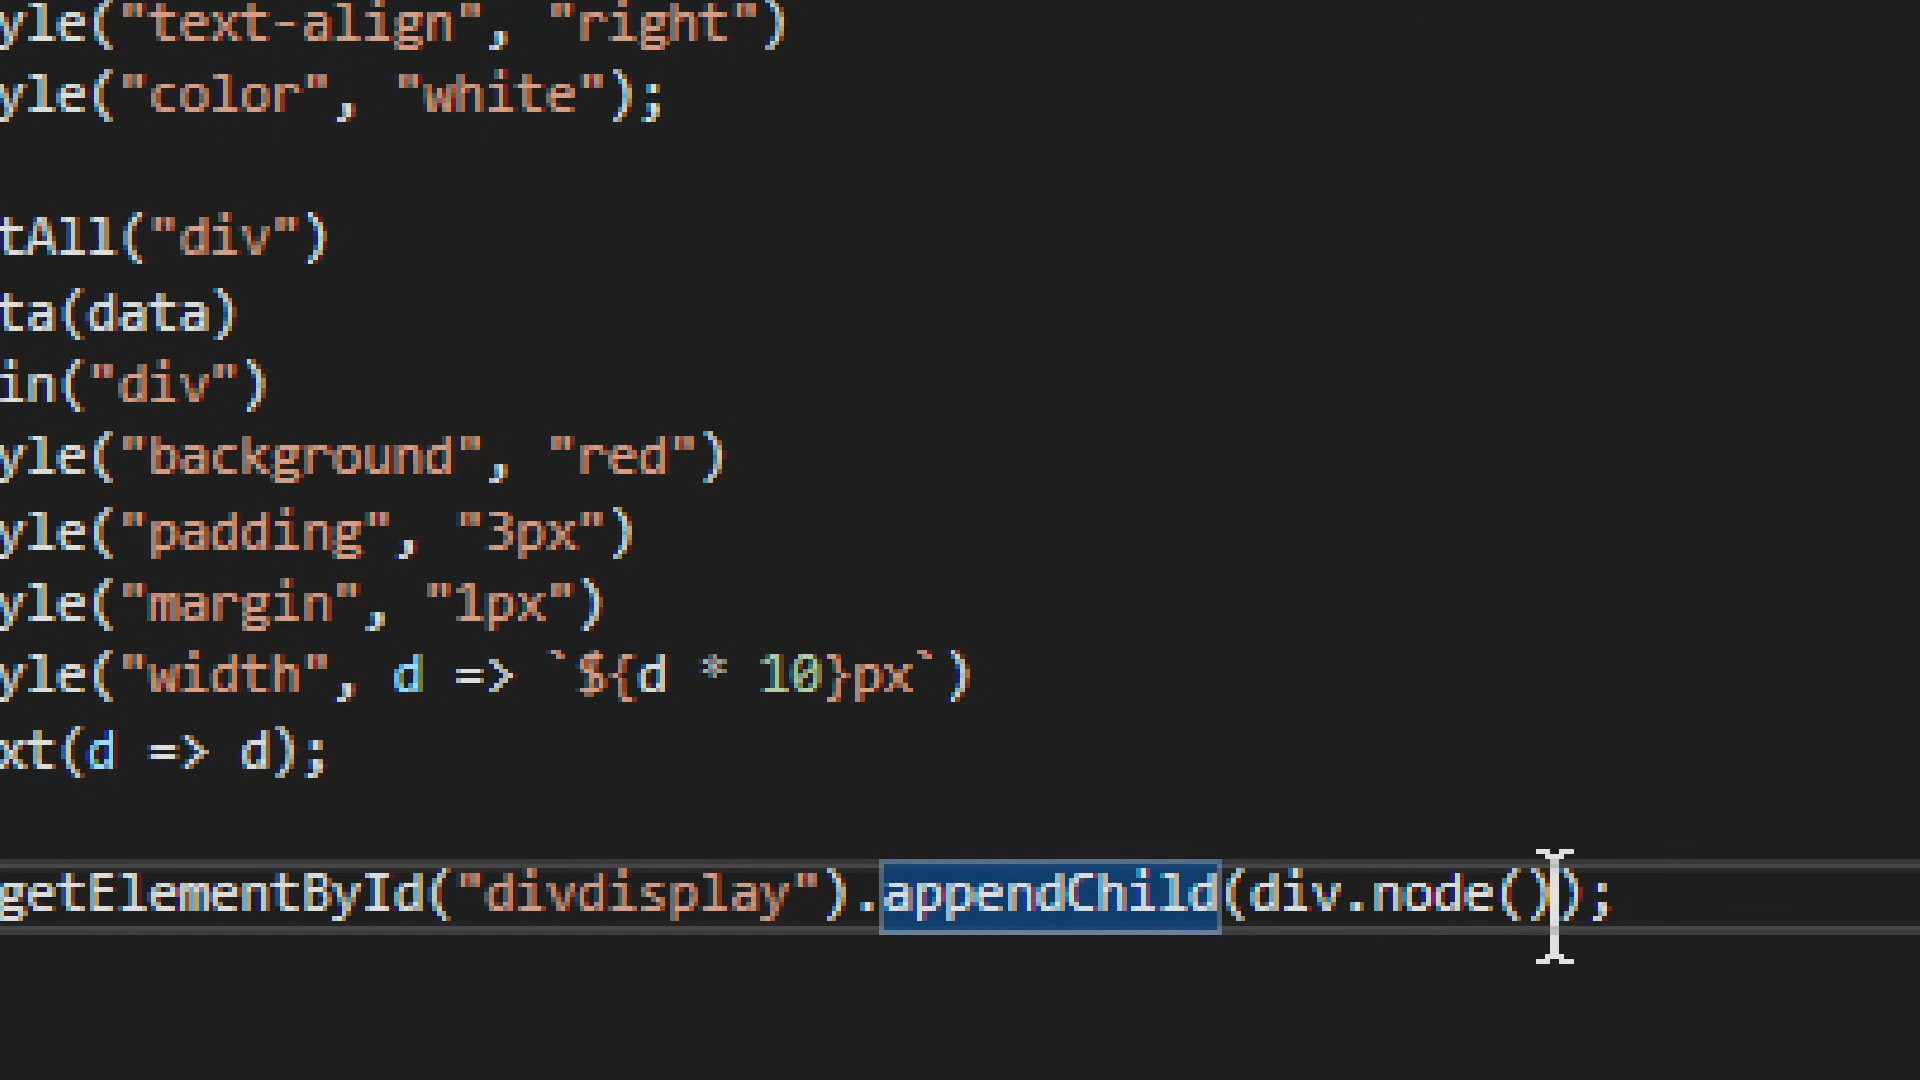 yle("text-align", "right")
yle("color", "white");
tAll("div")
ta(data)
in("div")
yle("background", "red")
yle("padding", "3px")
yle("margin", "1px")
yle("width", d => `${d * 10}px`)
xt(d => d);
getElementById("divdisplay").appendChild(div.node());